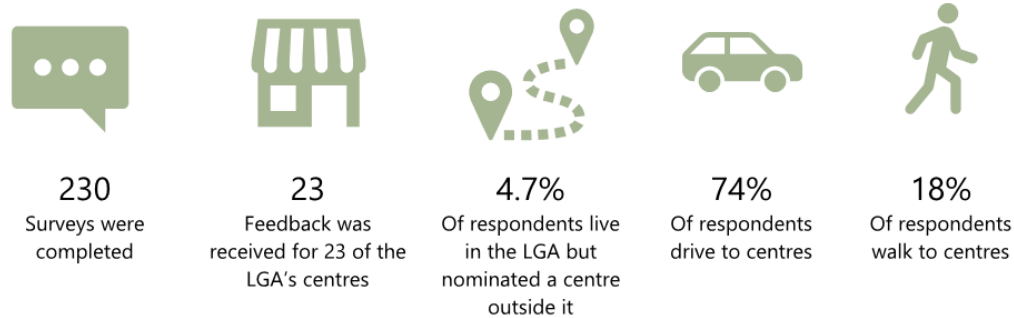 230
Surveys were
completed
23
Feedback was
received for 23 of the
LGA's centres
4.7%
Of respondents live
in the LGA but
nominated a centre
outside it
74%
Of respondents
drive to centres
18%
Of respondents
walk to centres